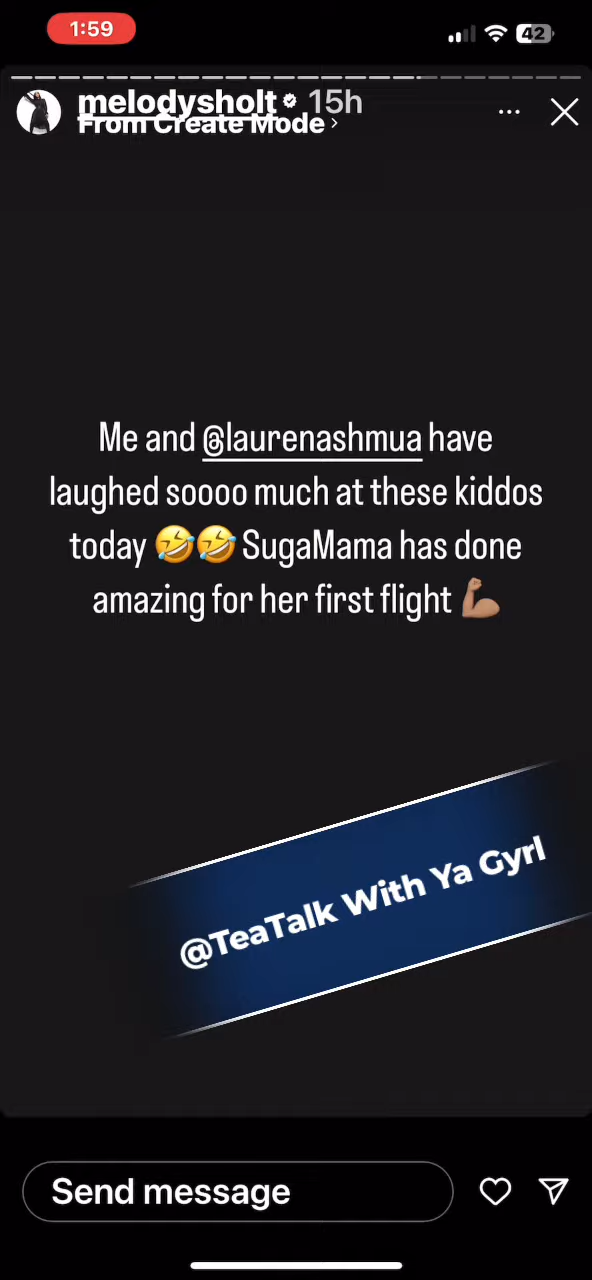 1:59
42
melodysholt 15h
From Create Mode ›
Me and @laurenashmua have
laughed soooo much at these kiddos
today 🤣🤣 SugaMama has done
amazing for her first flight 💪🏽
@TeaTalk With Ya Gyrl
Send message